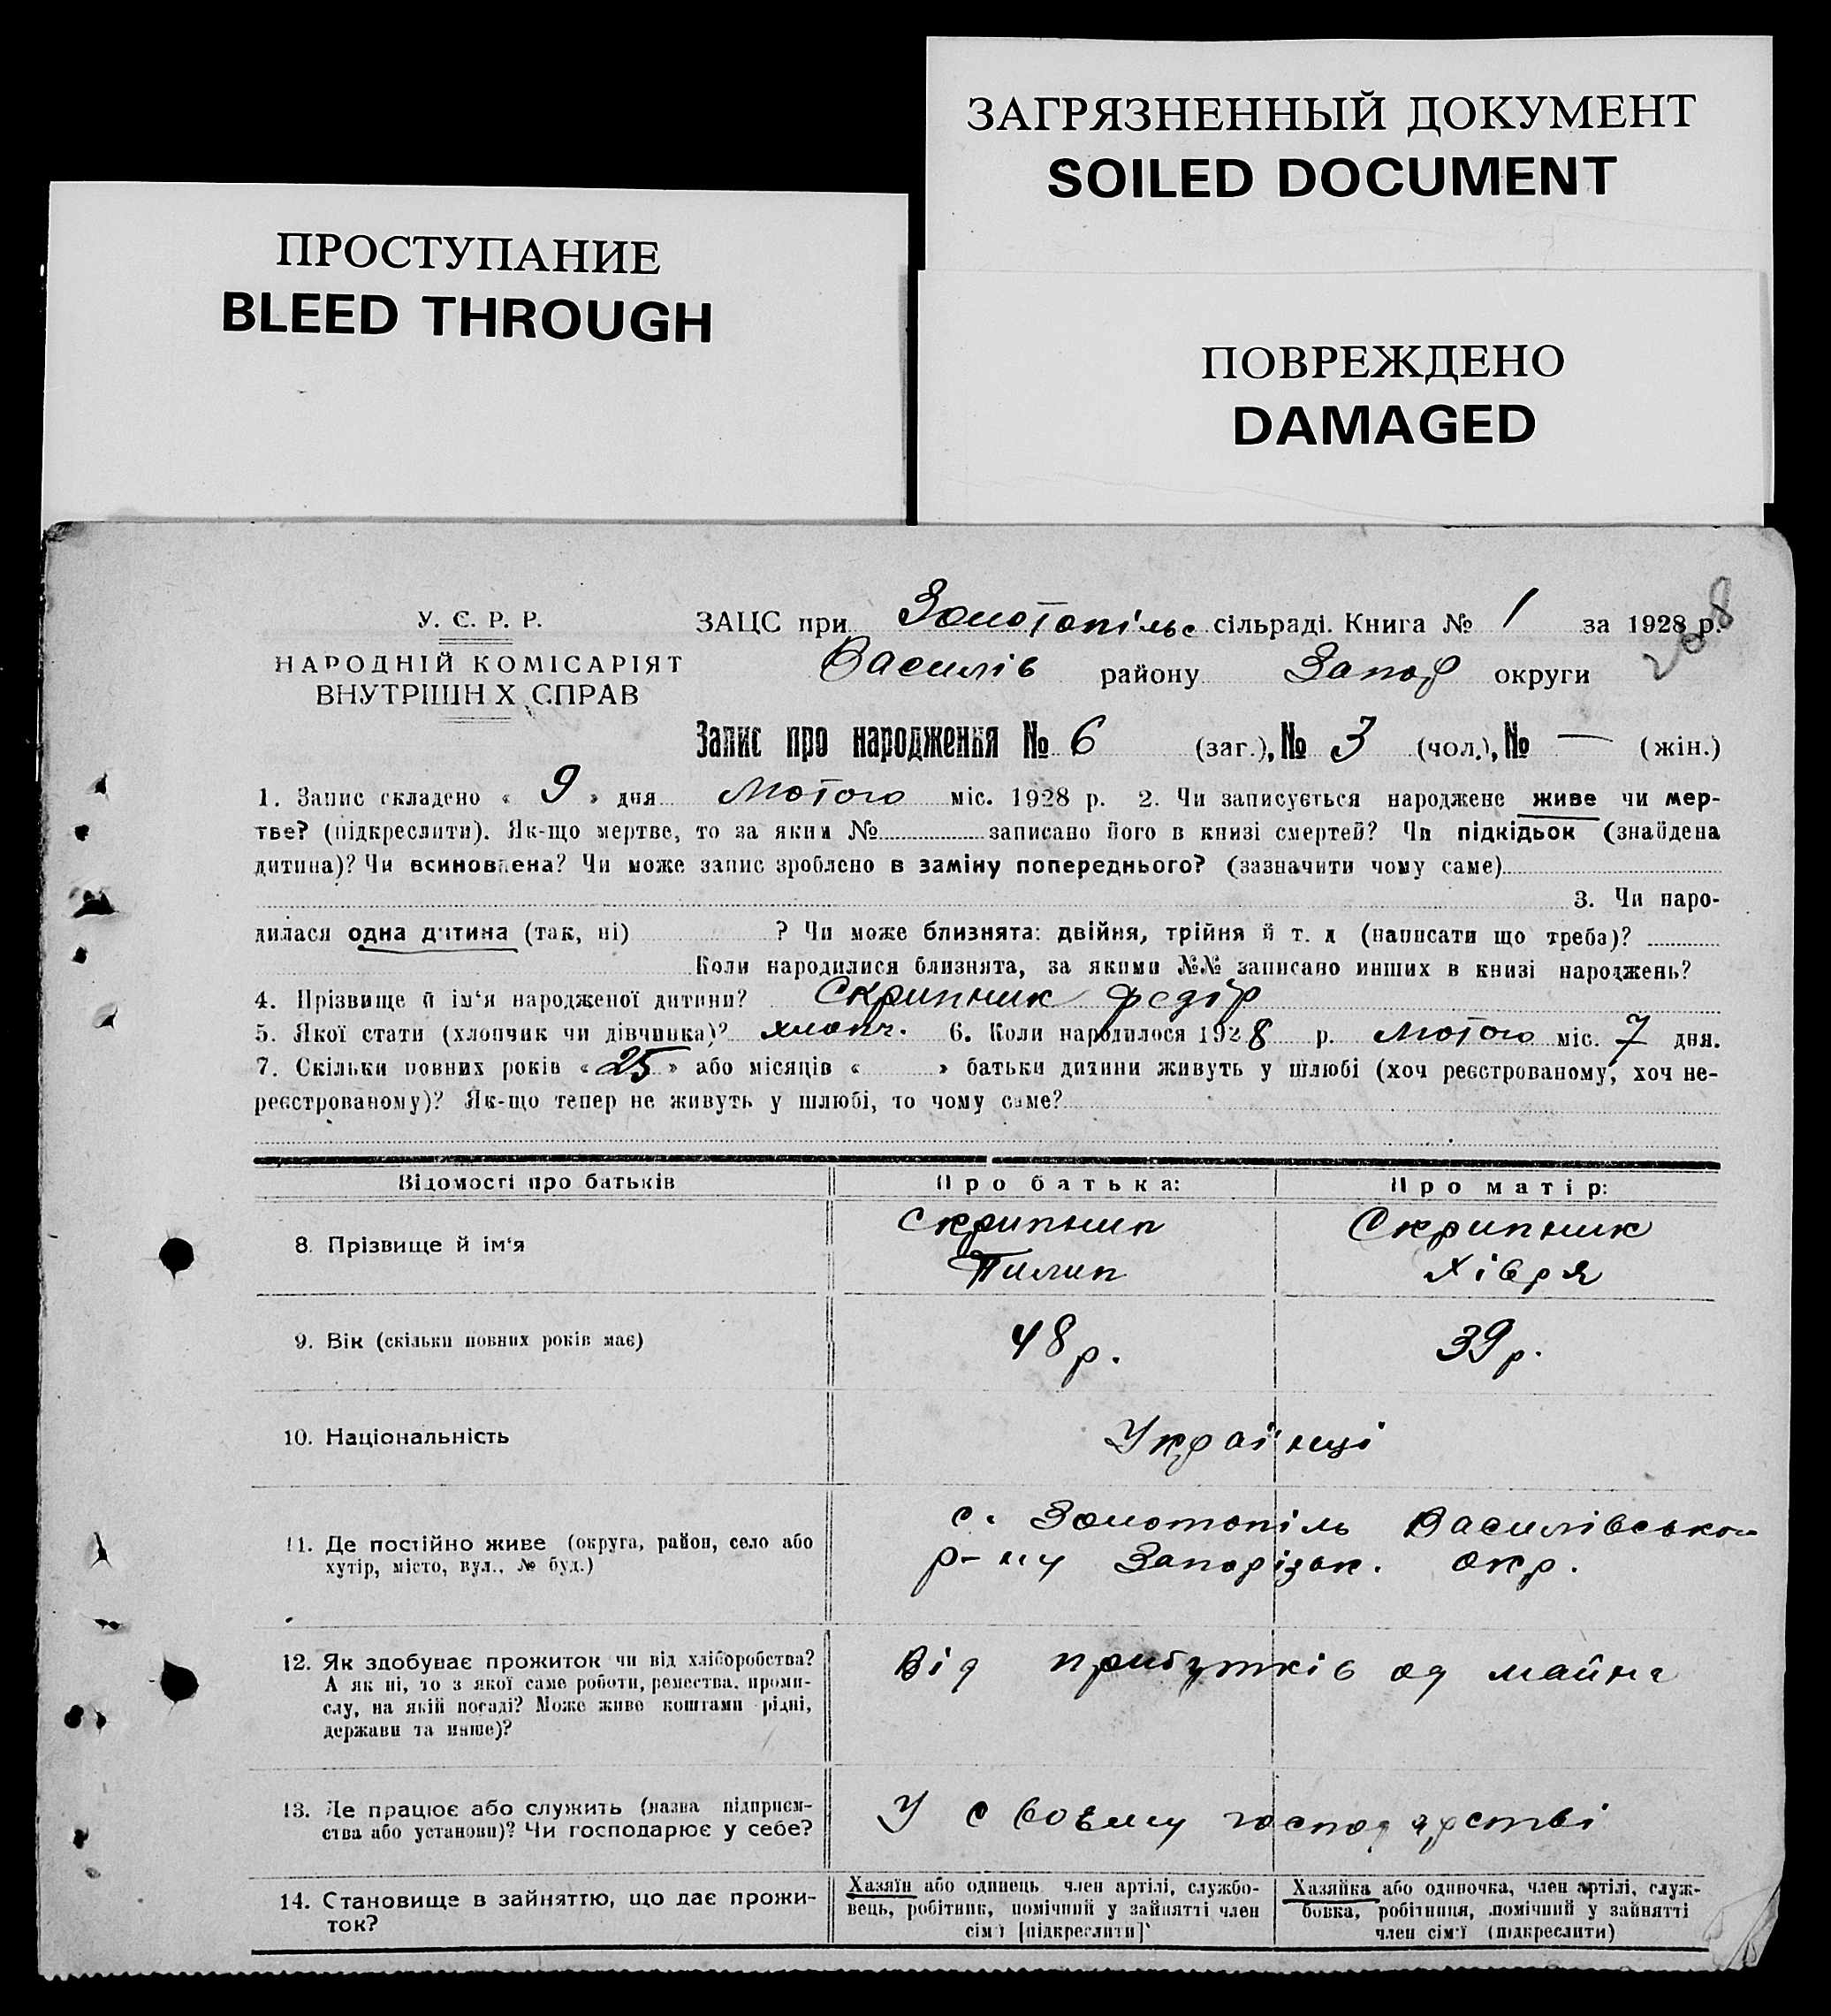 ЗАГРЯЗНЕННЫЙ ДОКУМЕНТ
SOILED DOCUMENT
ПРОСТУПАНИЕ
BLEED THROUGH
ПОВРЕЖДЕНО
DAMAGED
У. С. Р. Р.
НАРОДНІЙ КОМІСАРІЯТ
ВНУТРІШН Х СПРАВ
ЗАЦС при Золотопільс сільраді. Книга № 1 за 1928 р.
208
Василів району Запор округи
Запис про народження № 6 (заг.), № 3 (чол.), № — (жін.)
1. Запис складено « 9 » дня Лютого міс. 1928 р. 2. Чи записується народжене живе чи мер-
тве? (підкреслити). Як-що мертве, то за яким № записано його в книзі смертей? Чи підкідьок (знайдена
дитина)? Чи всиновлена? Чи може запис зроблено в заміну попереднього? (зазначити чому саме)
3. Чи наро-
дилася одна дитина (так, ні) ? Чи може близнята: двійня, трійня й т. д (написати що треба)?
Коли народилися близнята, за якими №№ записано инших в книзі народжень?
4. Прізвище й ім‘я народженої дитини? Скрипник Федір
5. Якої стати (хлопчик чи дівчинка)? хлопч. 6. Коли народилося 1928 р. Лютого міс. 7 дня.
7. Скільки повних років « 25 » або місяців « » батьки дитини живуть у шлюбі (хоч реєстрованому, хоч не-
реєстрованому)? Як-що тепер не живуть у шлюбі, то чому саме?
Відомості про батьків Про батька: Про матір:
8. Прізвище й ім‘я Скрипник Пилип Скрипник Хівря
9. Вік (скільки повних років має) 48 р. 39 р.
10. Національність Українці
11. Де постійно живе (округа, район, село або
хутір, місто, вул., № буд.)
с. Золотопіль Василівськом
р-ну Запорізьк. окр.
12. Як здобуває прожиток чи від хліборобства?
А як ні, то з якої саме роботи, ремества, проми-
слу, на якій посаді? Може живе коштами рідні,
держави та инше)?
Від прибутків од майна
13. Де працює або служить (назва підприєм-
ства або установи)? Чи господарює у себе?
У своєму господарстві
14. Становище в зайняттю, що дає прожи-
ток?
Хазяїн або одинець член артілі, службо-
вець, робітник, помічний у зайнятті член
сім‘ї [підкреслити]
Хазяйка або одиночка, член артілі, служ-
бовка, робітниця, помічний у зайнятті
член сім‘ї (підкреслити)